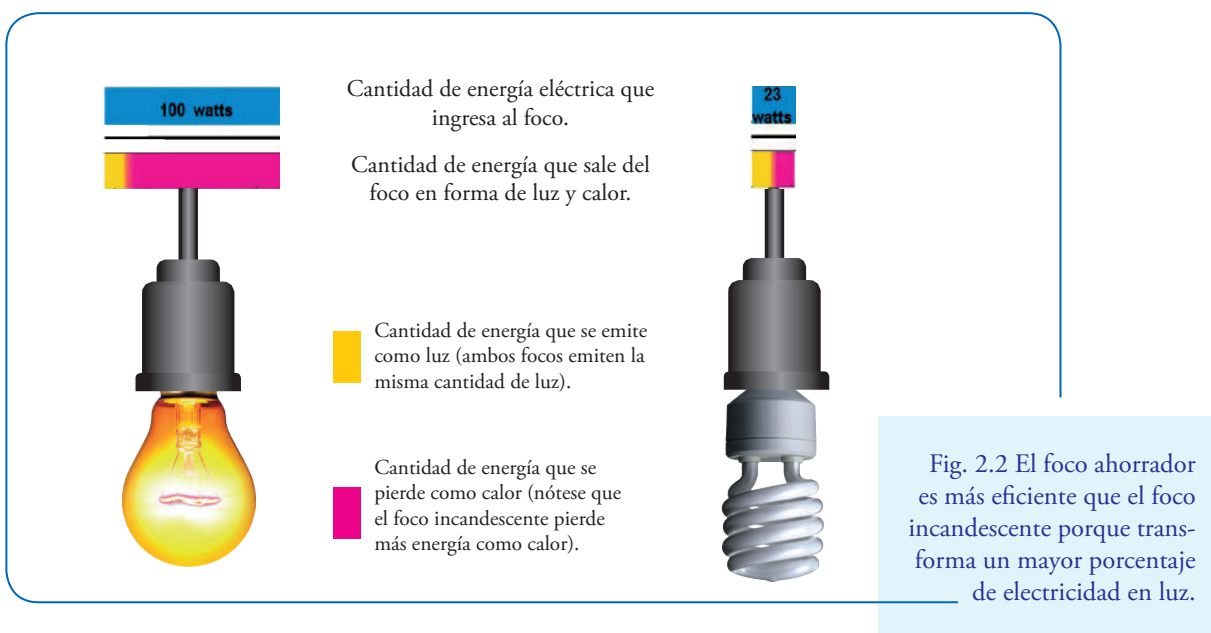 100 watts
Cantidad de energía eléctrica que
ingresa al foco.
23
watts
Cantidad de energía que sale del
foco en forma de luz y calor.
Cantidad de energía que se emite
como luz (ambos focos emiten la
misma cantidad de luz).
Cantidad de energía que se
pierde como calor (nótese que
el foco incandescente pierde
más energía como calor).
Fig. 2.2 El foco ahorrador
es más eficiente que el foco
incandescente porque trans-
forma un mayor porcentaje
de electricidad en luz.